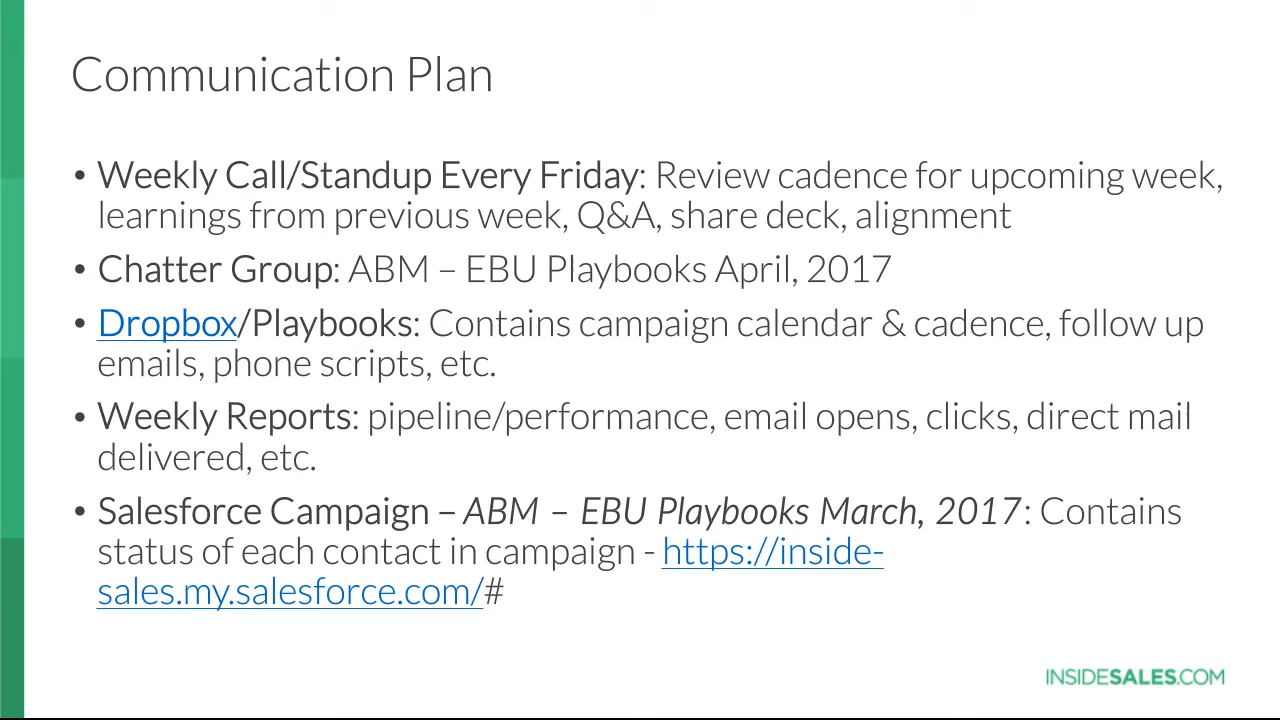 Communication Plan
• Weekly Call/Standup Every Friday: Review cadence for upcoming week,
learnings from previous week, Q&A, share deck, alignment
• Chatter Group: ABM – EBU Playbooks April, 2017
• Dropbox/Playbooks: Contains campaign calendar & cadence, follow up
emails, phone scripts, etc.
• Weekly Reports: pipeline/performance, email opens, clicks, direct mail
delivered, etc.
• Salesforce Campaign – ABM – EBU Playbooks March, 2017: Contains
status of each contact in campaign - https://inside-
sales.my.salesforce.com/#
INSIDESALES.COM